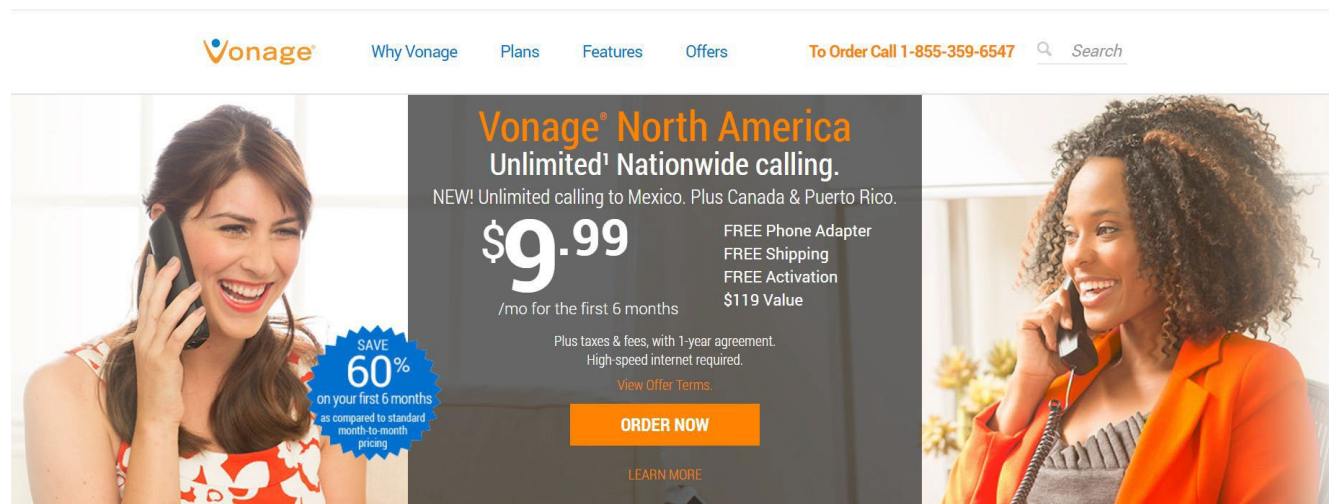 Vonage®
Why Vonage
Plans
Features
Offers
To Order Call 1-855-359-6547
Search
Vonage® North America
Unlimited¹ Nationwide calling.
NEW! Unlimited calling to Mexico. Plus Canada & Puerto Rico.
$9.99
/mo for the first 6 months
FREE Phone Adapter
FREE Shipping
FREE Activation
$119 Value
Plus taxes & fees, with 1-year agreement.
High-speed internet required.
View Offer Terms.
ORDER NOW
LEARN MORE
SAVE
60%
on your first 6 months
as compared to standard
month-to-month
pricing